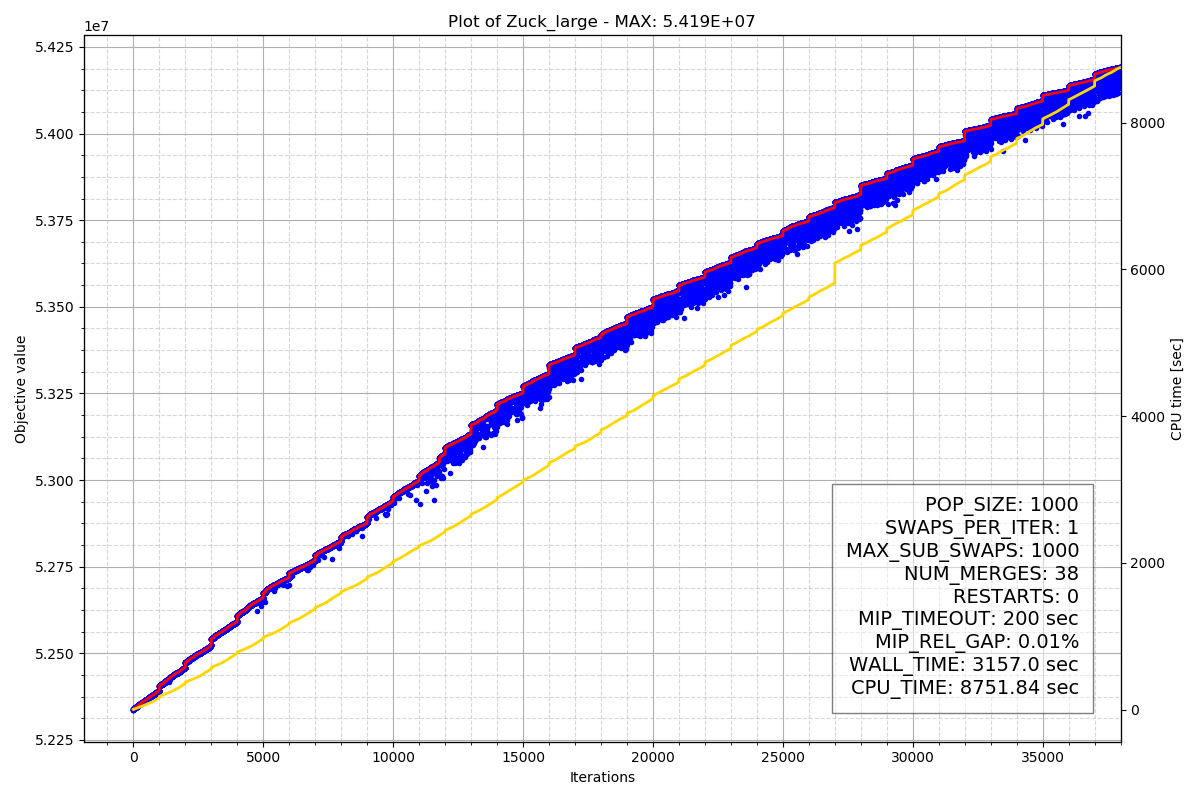 Plot of Zuck_large - MAX: 5.419E+07
1e7
5.425
5.400
5.375
5.350
5.325
5.300
5.275
5.250
5.225
Objective value
0
5000
10000
15000
20000
25000
30000
35000
Iterations
8000
6000
4000
2000
0
CPU time [sec]
POP_SIZE: 1000
SWAPS_PER_ITER: 1
MAX_SUB_SWAPS: 1000
NUM_MERGES: 38
RESTARTS: 0
MIP_TIMEOUT: 200 sec
MIP_REL_GAP: 0.01%
WALL_TIME: 3157.0 sec
CPU_TIME: 8751.84 sec